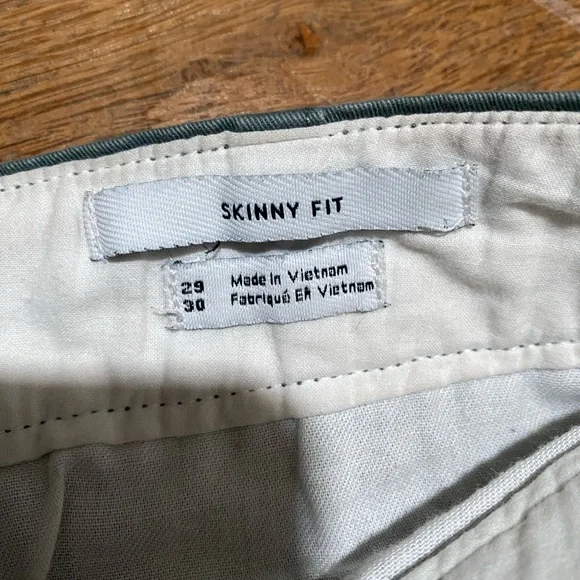 SKINNY FIT
29 Made in Vietnam
30 Fabriqué En Vietnam